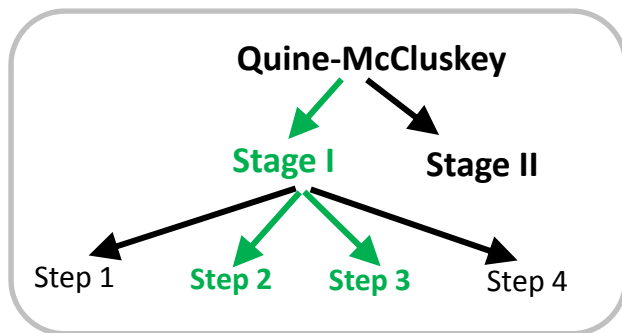 Quine-McCluskey
Stage I
Stage II
Step 1
Step 2
Step 3
Step 4